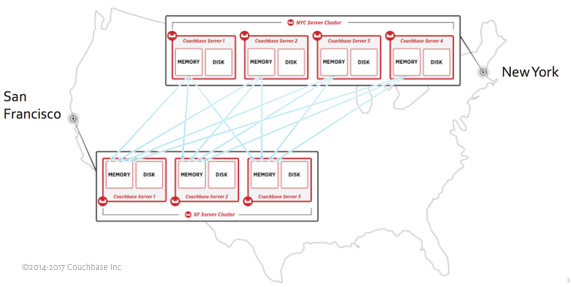 NYC Server Cluster
Couchbase Server 1
Couchbase Server 2
Couchbase Server 3
Couchbase Server 4
MEMORY
DISK
MEMORY
DISK
MEMORY
DISK
MEMORY
DISK
New York
San
Francisco
MEMORY
DISK
MEMORY
DISK
MEMORY
DISK
Couchbase Server 1
Couchbase Server 2
Couchbase Server 3
SF Server Cluster
©2014-2017 Couchbase Inc
3